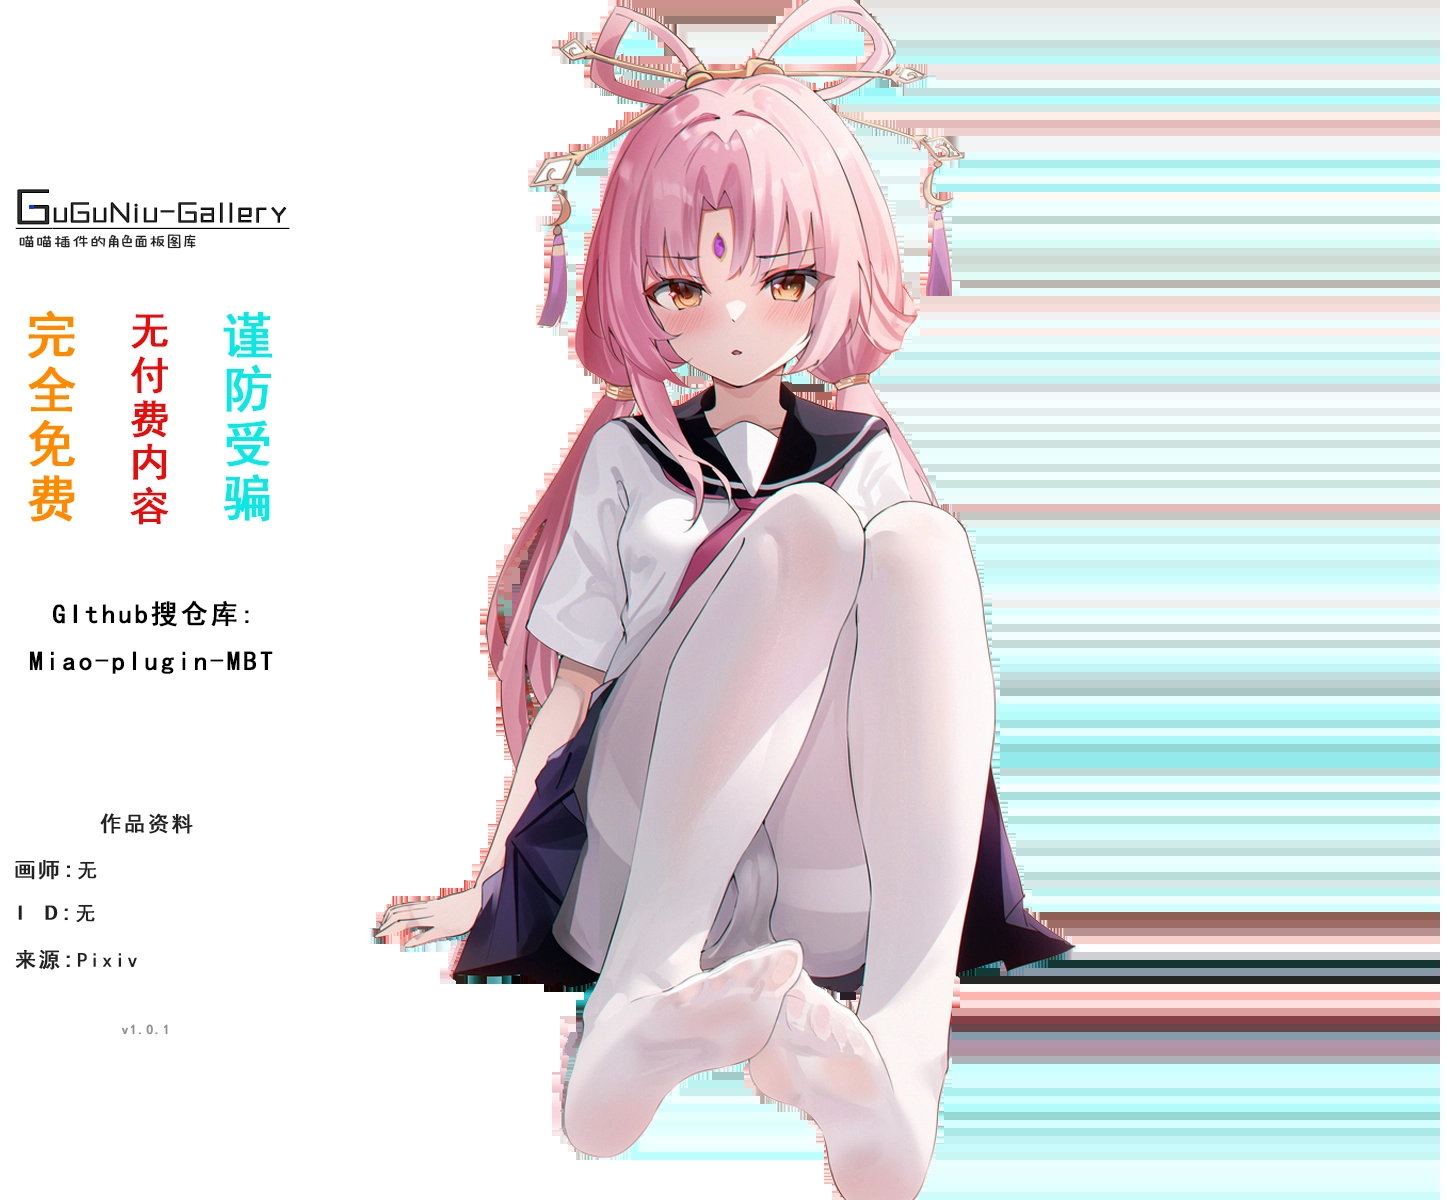 GuGuNiu-Gallery
喵喵插件的角色面板图库
完全免费
无付费内容
谨防受骗
GIthub搜仓库:
Miao-plugin-MBT
作品资料
画师:无
I D:无
来源:Pixiv
v1.0.1